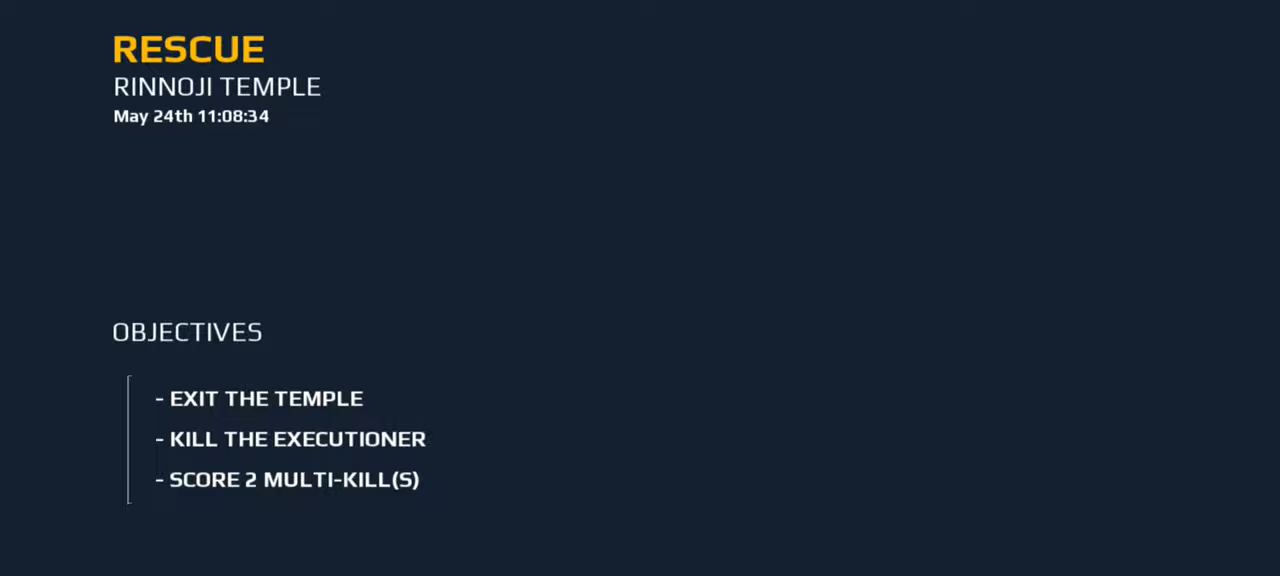 RESCUE
RINNOJI TEMPLE
May 24th 11:08:34
OBJECTIVES
- EXIT THE TEMPLE
- KILL THE EXECUTIONER
- SCORE 2 MULTI-KILL(S)